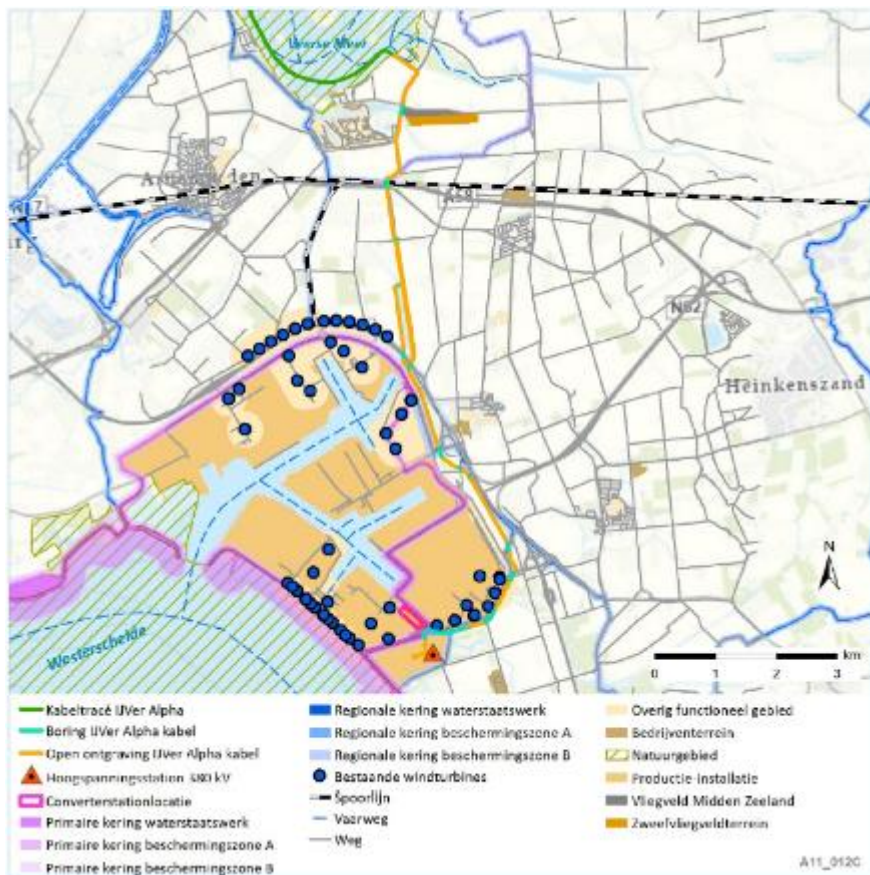 Veerse Meer
N62
Heinkenszand
N
Westerschelde
km
0 1 2 3
Kabeltracé IJVer Alpha
Boring IJVer Alpha kabel
Open ontgraving IJVer Alpha kabel
Hoogspanningsstation 380 kV
Converterstationlocatie
Primaire kering waterstaatswerk
Primaire kering beschermingszone A
Primaire kering beschermingszone B
Regionale kering waterstaatswerk
Regionale kering beschermingszone A
Regionale kering beschermingszone B
Bestaande windturbines
Spoorlijn
Vaarweg
Weg
Overig functioneel gebied
Bedrijventerrein
Natuurgebied
Productie-installatie
Vliegveld Midden Zeeland
Zweefvliegveldterrein
A11_012C